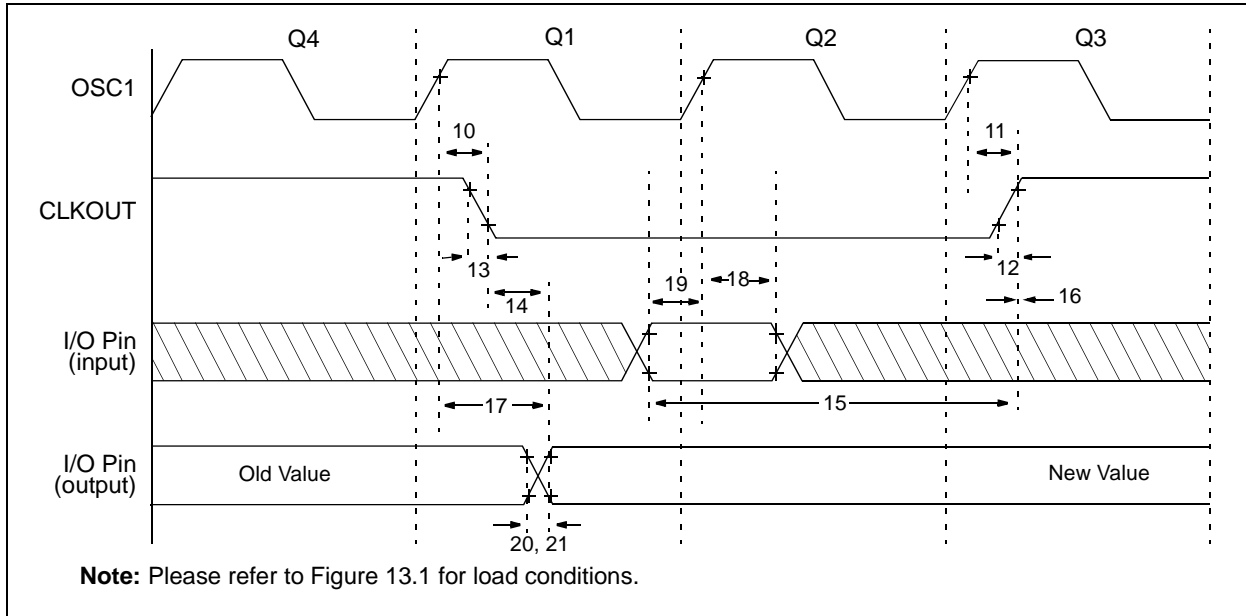 Q4 Q1 Q2 Q3
OSC1
10 11
CLKOUT
13 19 18 12
14 16
I/O Pin
(input)
17 15
I/O Pin
(output)
Old Value New Value
20, 21
Note: Please refer to Figure 13.1 for load conditions.